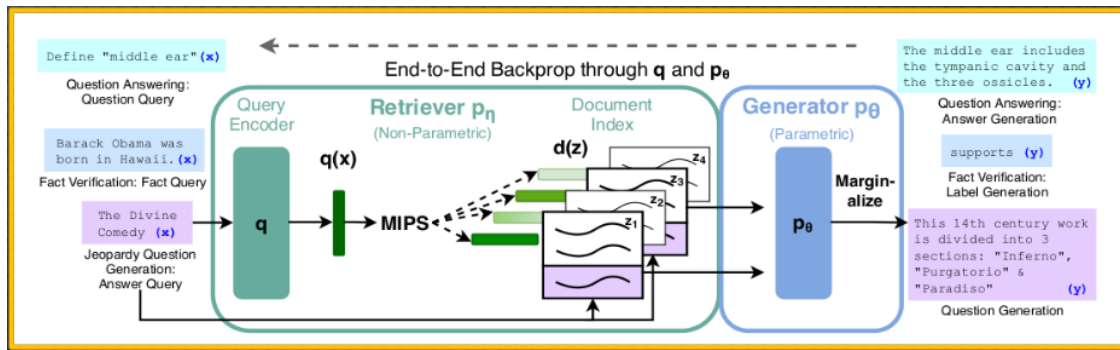 Define "middle ear" (x)
Question Answering:
Question Query
Barack Obama was
born in Hawaii. (x)
Fact Verification: Fact Query
The Divine
Comedy (x)
Jeopardy Question
Generation:
Answer Query
End-to-End Backprop through q and pθ
Query
Encoder
q
q(x)
Retriever pη
(Non-Parametric)
MIPS
Document
Index
d(z)
z4
z3
z2
z1
Generator pθ
(Parametric)
pθ
Margin-
alize
The middle ear includes
the tympanic cavity and
the three ossicles. (y)
Question Answering:
Answer Generation
supports (y)
Fact Verification:
Label Generation
This 14th century work
is divided into 3
sections: "Inferno",
"Purgatorio" &
"Paradiso" (y)
Question Generation